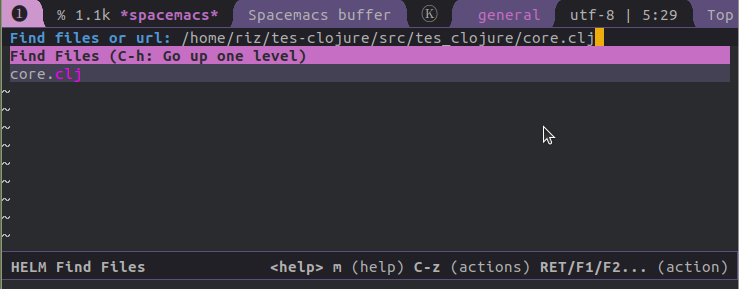 ❶ % 1.1k *spacemacs* Spacemacs buffer Ⓚ general utf-8 | 5:29 Top
Find files or url: /home/riz/tes-clojure/src/tes_clojure/core.clj
Find Files (C-h: Go up one level)
core.clj
~
~
~
~
~
~
~
~
~
HELM Find Files <help> m (help) C-z (actions) RET/F1/F2... (action)